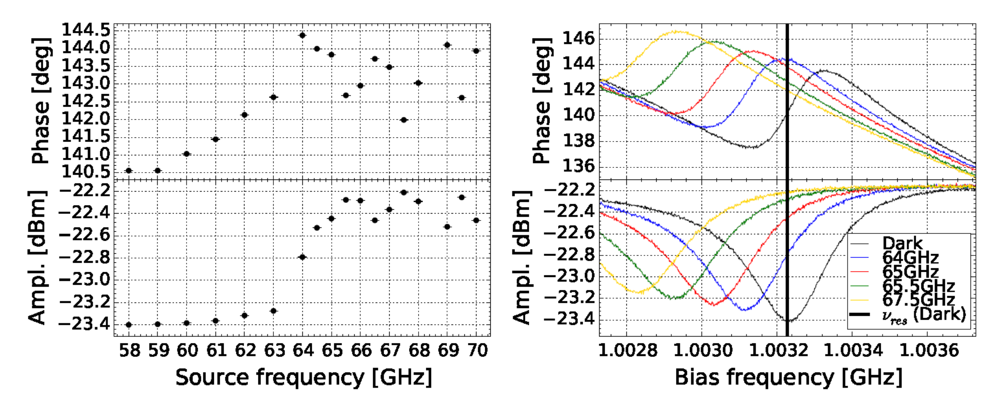 Phase [deg]
144.5
144.0
143.5
143.0
142.5
142.0
141.5
141.0
140.5
Ampl. [dBm]
−22.2
−22.4
−22.6
−22.8
−23.0
−23.2
−23.4
58 59 60 61 62 63 64 65 66 67 68 69 70
Source frequency [GHz]
Phase [deg]
146
144
142
140
138
136
Ampl. [dBm]
−22.2
−22.4
−22.6
−22.8
−23.0
−23.2
−23.4
Dark
64GHz
65GHz
65.5GHz
67.5GHz
ν_res (Dark)
1.0028 1.0030 1.0032 1.0034 1.0036
Bias frequency [GHz]